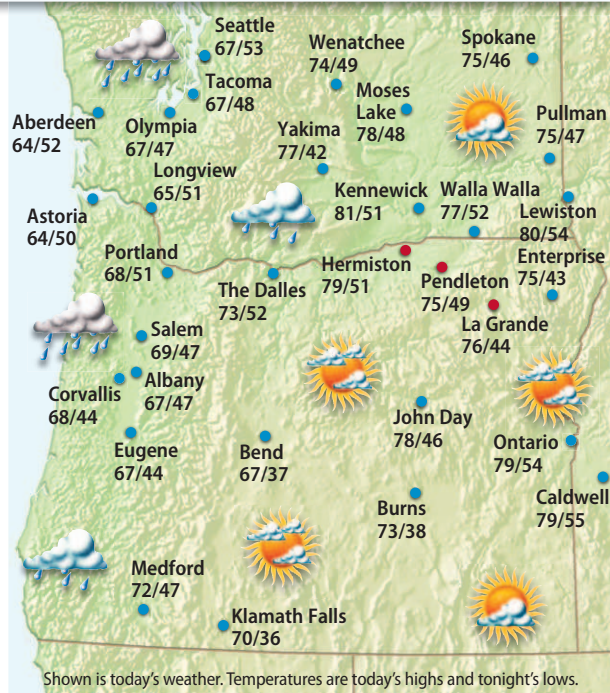 Seattle
67/53
Wenatchee
74/49
Spokane
75/46
Tacoma
67/48
Moses
Lake
78/48
Pullman
75/47
Aberdeen
64/52
Olympia
67/47
Yakima
77/42
Longview
65/51
Kennewick
81/51
Walla Walla
77/52
Lewiston
80/54
Astoria
64/50
Portland
68/51
The Dalles
73/52
Hermiston
79/51
Pendleton
75/49
Enterprise
75/43
La Grande
76/44
Salem
69/47
Corvallis
68/44
Albany
67/47
John Day
78/46
Eugene
67/44
Bend
67/37
Ontario
79/54
Burns
73/38
Caldwell
79/55
Medford
72/47
Klamath Falls
70/36
Shown is today's weather. Temperatures are today's highs and tonight's lows.